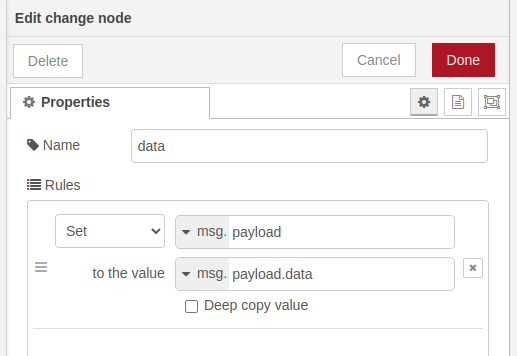 Edit change node
Delete
Cancel
Done
Properties
Name
data
Rules
Set
msg. payload
to the value
msg. payload.data
Deep copy value